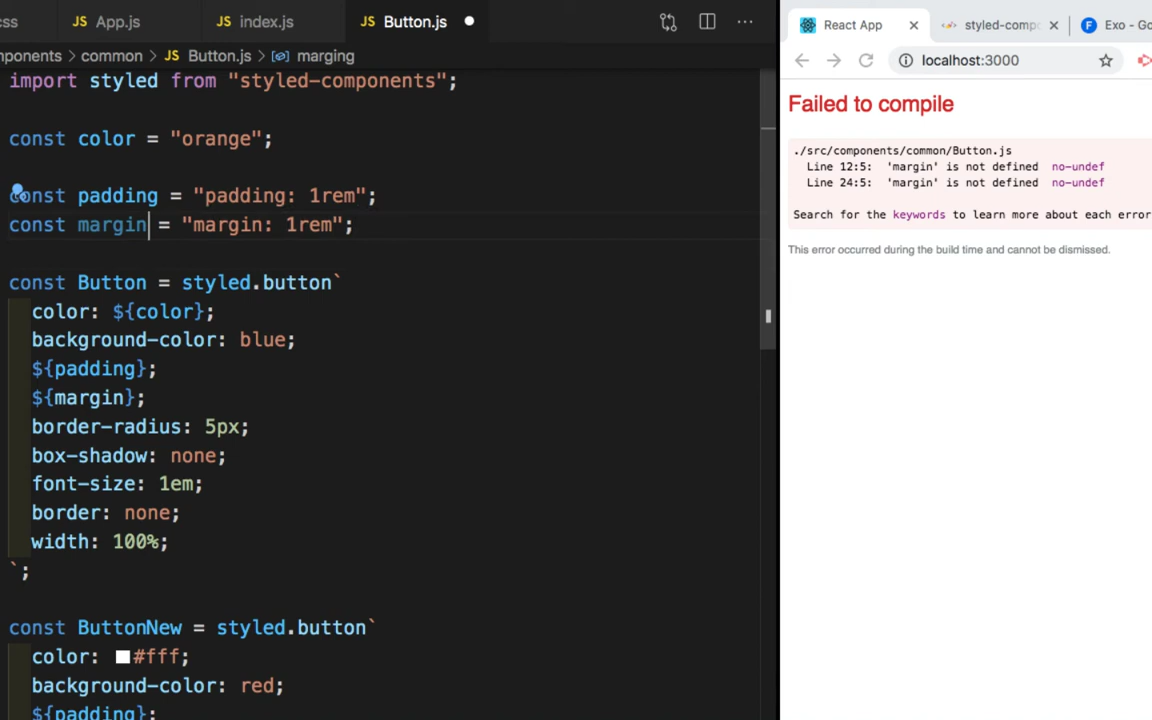 css
JS App.js
JS index.js
JS Button.js
mponents > common > JS Button.js > marging
import styled from "styled-components";
const color = "orange";
const padding = "padding: 1rem";
const margin = "margin: 1rem";
const Button = styled.button`
color: ${color};
background-color: blue;
${padding};
${margin};
border-radius: 5px;
box-shadow: none;
font-size: 1em;
border: none;
width: 100%;
`;
const ButtonNew = styled.button`
color: #fff;
background-color: red;
${padding};
React App
styled-compo
Exo - Go
localhost:3000
Failed to compile
./src/components/common/Button.js
Line 12:5: 'margin' is not defined no-undef
Line 24:5: 'margin' is not defined no-undef
Search for the keywords to learn more about each error
This error occurred during the build time and cannot be dismissed.